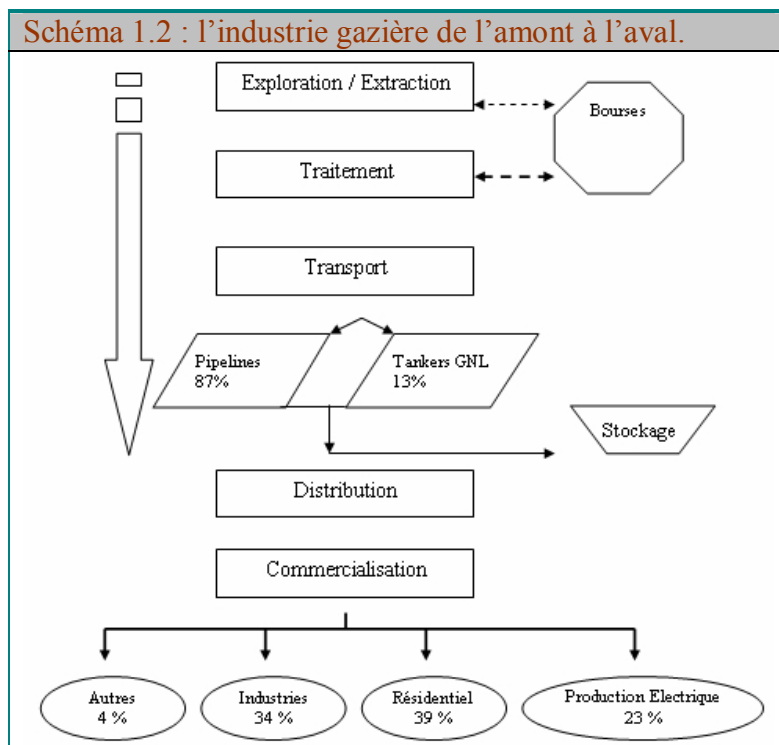 Schéma 1.2 : l’industrie gazière de l’amont à l’aval.
Exploration / Extraction
Bourses
Traitement
Transport
Pipelines
87%
Tankers GNL
13%
Stockage
Distribution
Commercialisation
Autres
4 %
Industries
34 %
Résidentiel
39 %
Production Electrique
23 %